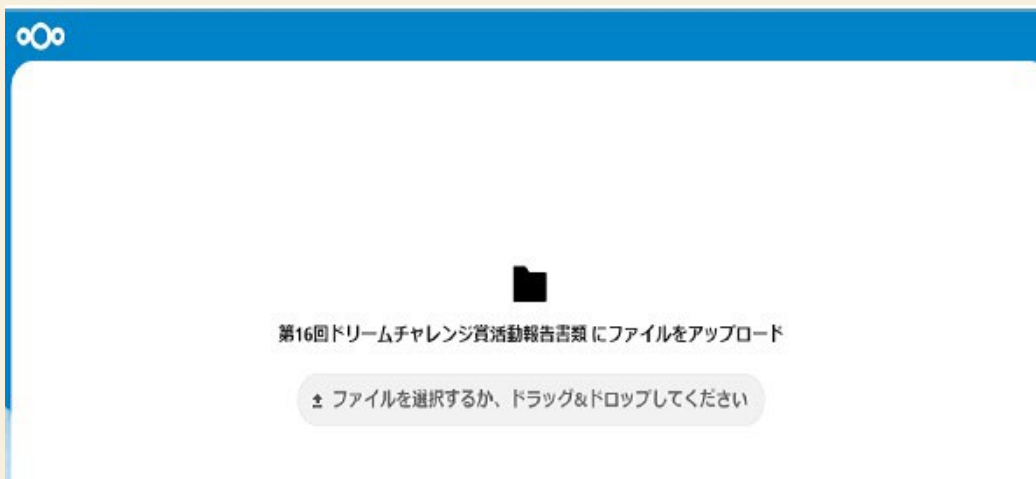 第16回ドリームチャレンジ賞活動報告書類 にファイルをアップロード
ファイルを選択するか、ドラッグ&ドロップしてください